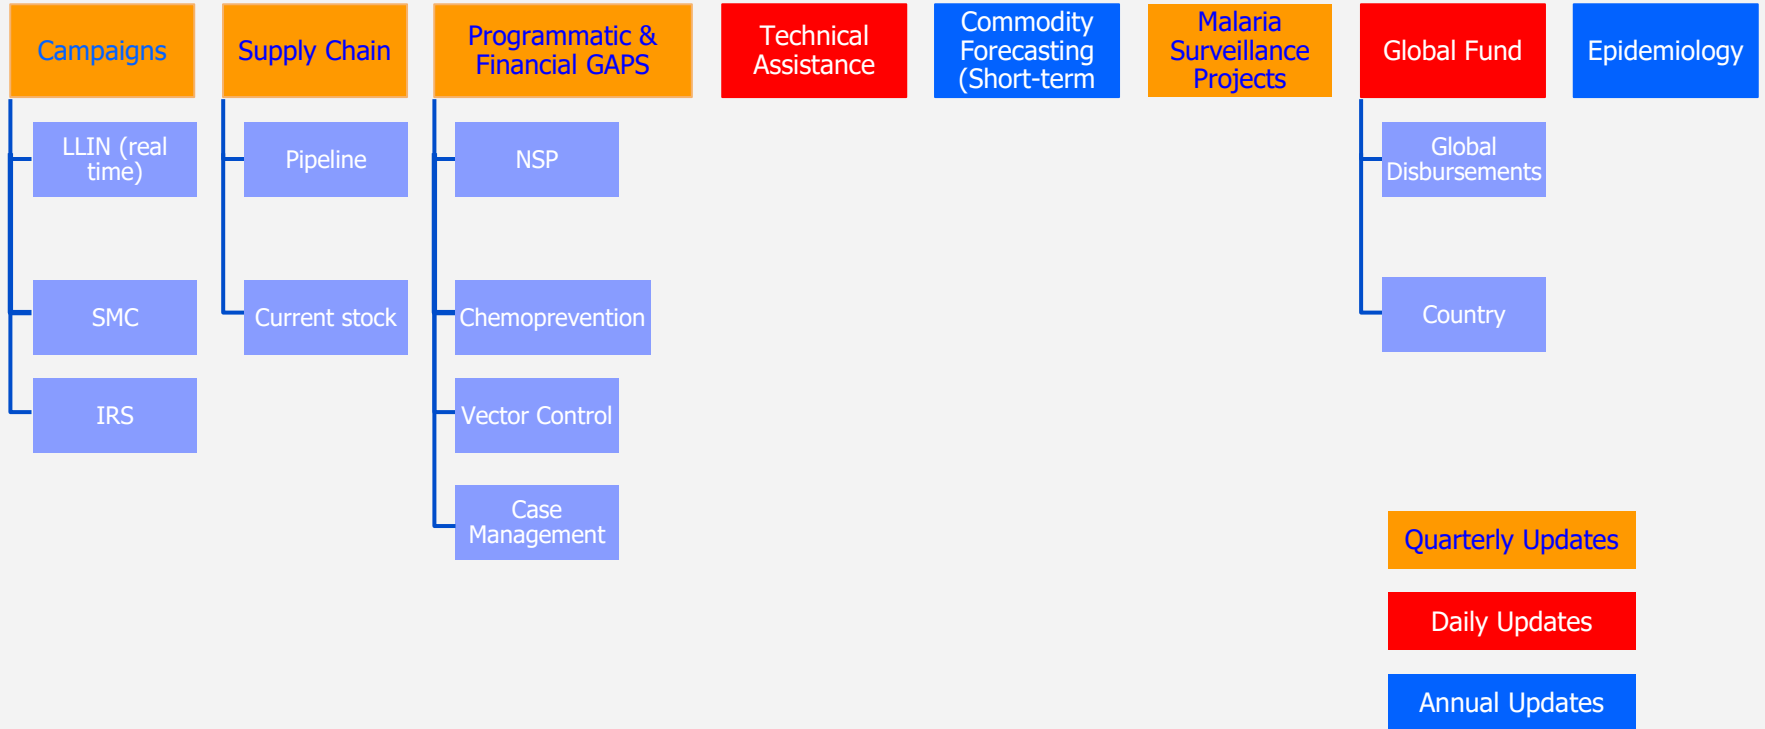 Campaigns
Supply Chain
Programmatic &
Financial GAPS
Technical
Assistance
Commodity
Forecasting
(Short-term
Malaria
Surveillance
Projects
Global Fund
Epidemiology
LLIN (real
time)
SMC
IRS
Pipeline
Current stock
NSP
Chemoprevention
Vector Control
Case
Management
Global
Disbursements
Country
Quarterly Updates
Daily Updates
Annual Updates